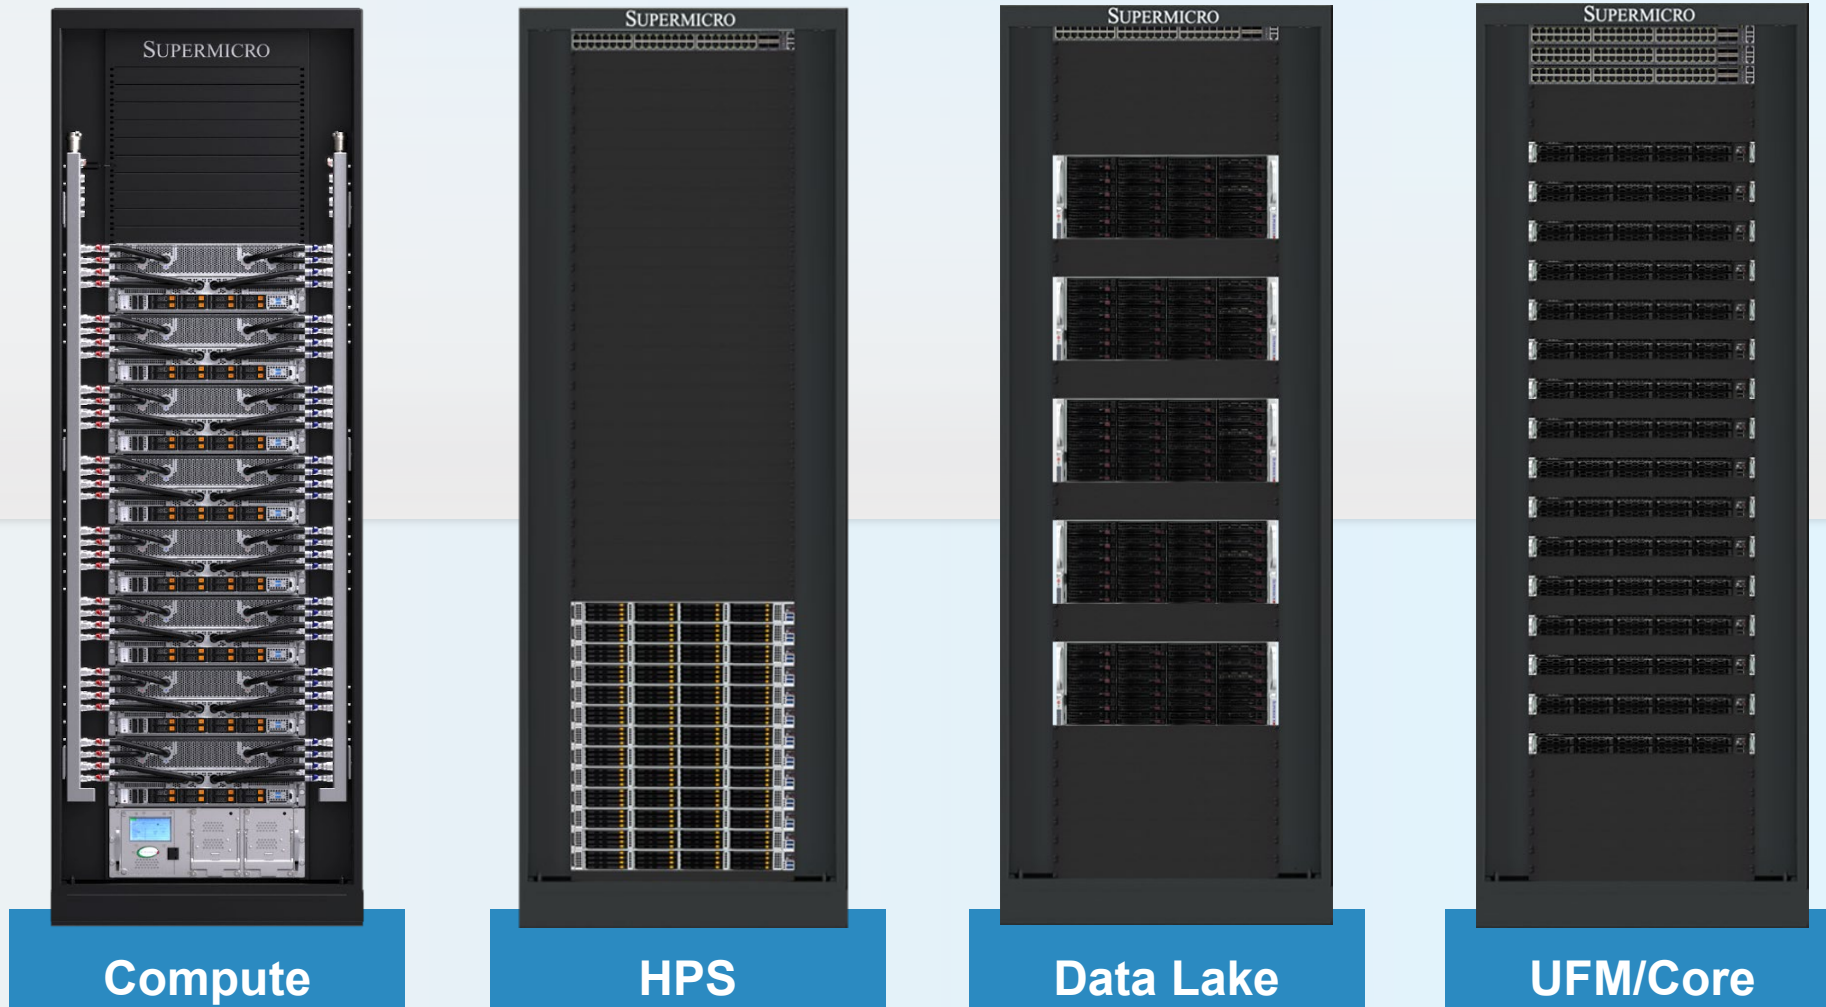 SUPERMICRO
SUPERMICRO
SUPERMICRO
SUPERMICRO
Compute
HPS
Data Lake
UFM/Core